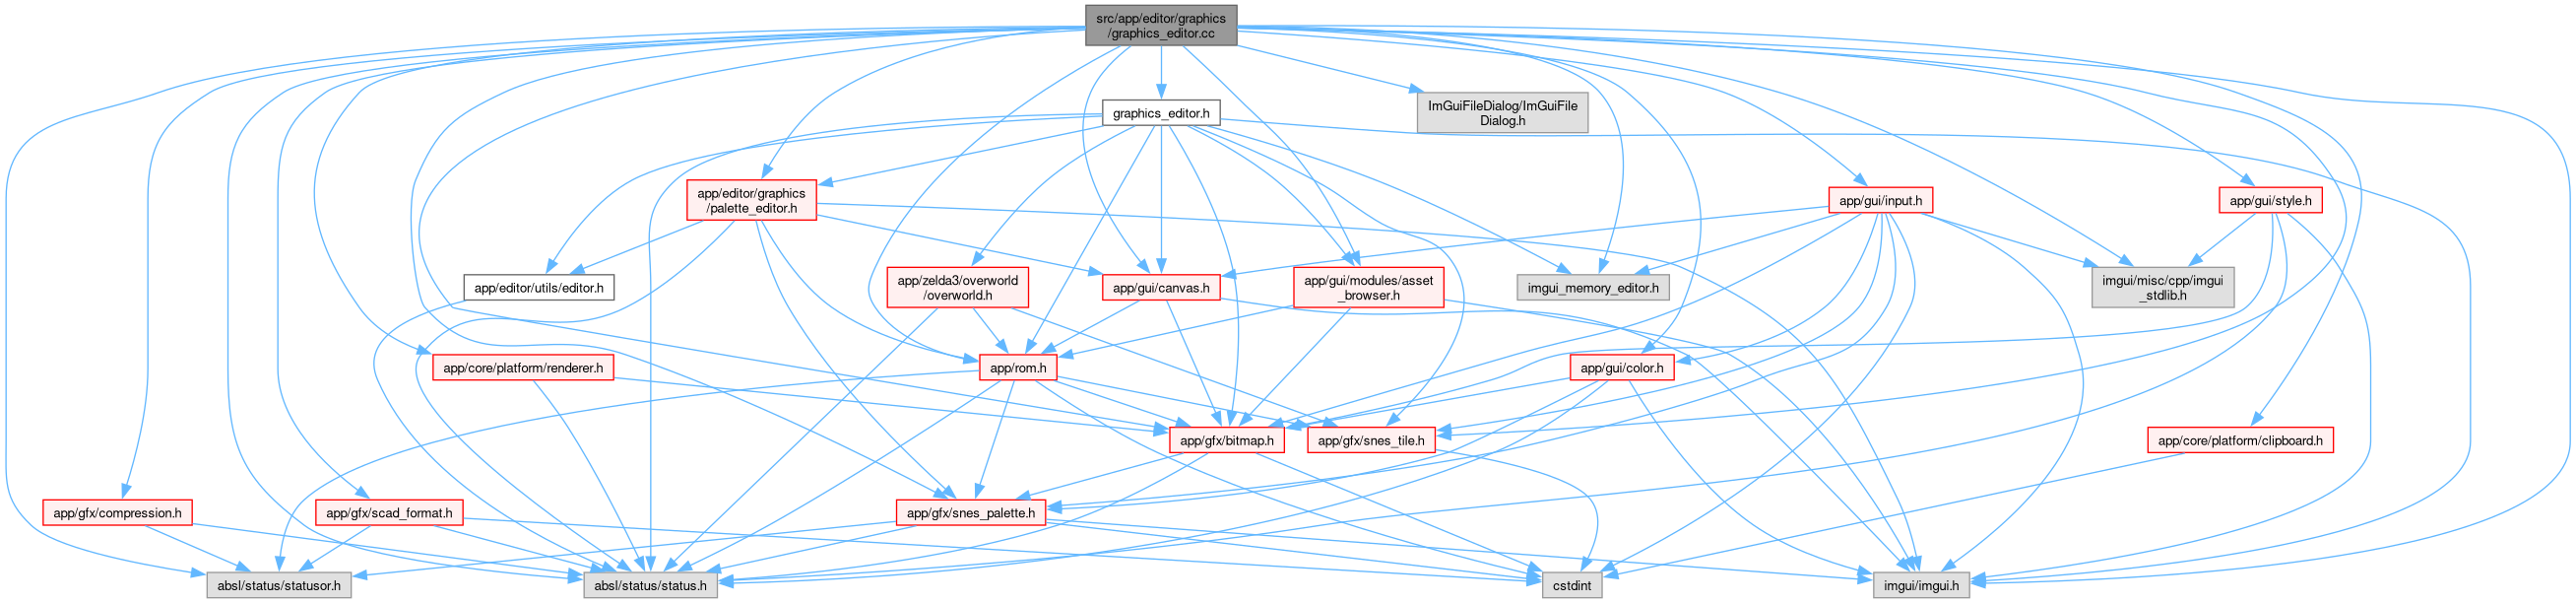 src/app/editor/graphics
/graphics_editor.cc
graphics_editor.h
ImGuiFileDialog/ImGuiFile
Dialog.h
app/editor/graphics
/palette_editor.h
app/gui/input.h
app/gui/style.h
app/editor/utils/editor.h
app/zelda3/overworld
/overworld.h
app/gui/canvas.h
app/gui/modules/asset
_browser.h
imgui_memory_editor.h
imgui/misc/cpp/imgui
_stdlib.h
app/core/platform/renderer.h
app/rom.h
app/gui/color.h
app/gfx/bitmap.h
app/gfx/snes_tile.h
app/core/platform/clipboard.h
app/gfx/compression.h
app/gfx/scad_format.h
app/gfx/snes_palette.h
absl/status/statusor.h
absl/status/status.h
cstdint
imgui/imgui.h